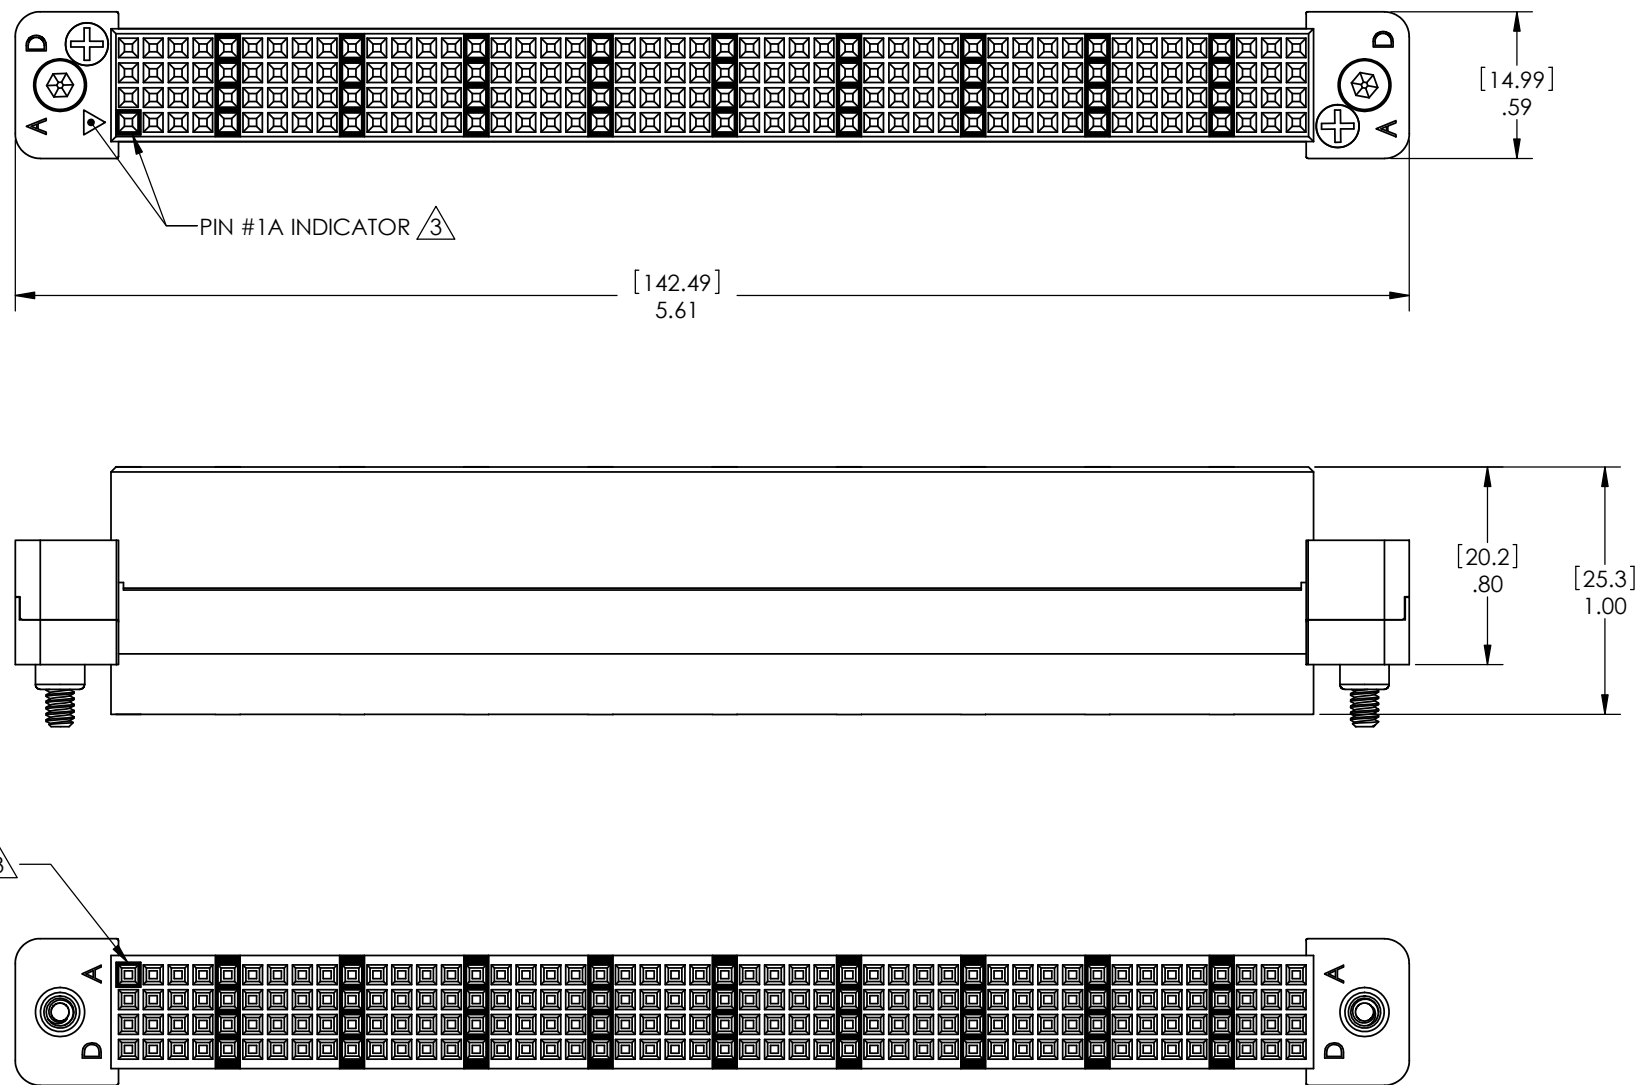 D
D
A
A
[14.99]
.59
PIN #1A INDICATOR 3
[142.49]
5.61
[20.2]
.80
[25.3]
1.00
A
A
D
D